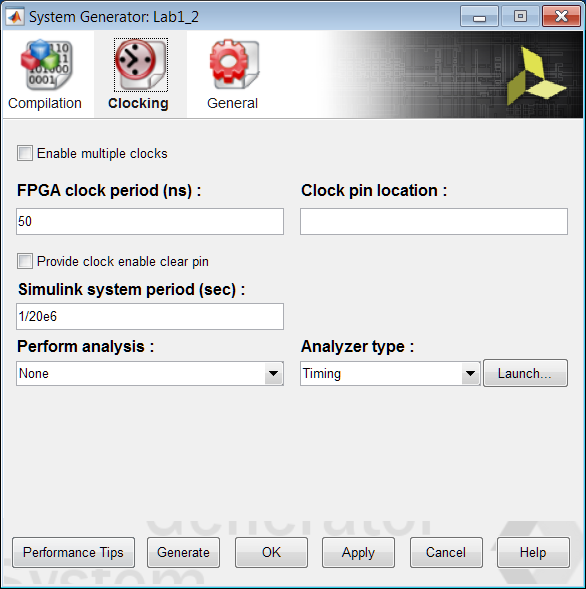 System Generator: Lab1_2
Compilation
Clocking
General
Enable multiple clocks
FPGA clock period (ns) :
Clock pin location :
50
Provide clock enable clear pin
Simulink system period (sec) :
1/20e6
Perform analysis :
Analyzer type :
None
Timing
Launch...
Performance Tips
Generate
OK
Apply
Cancel
Help
System
Generator